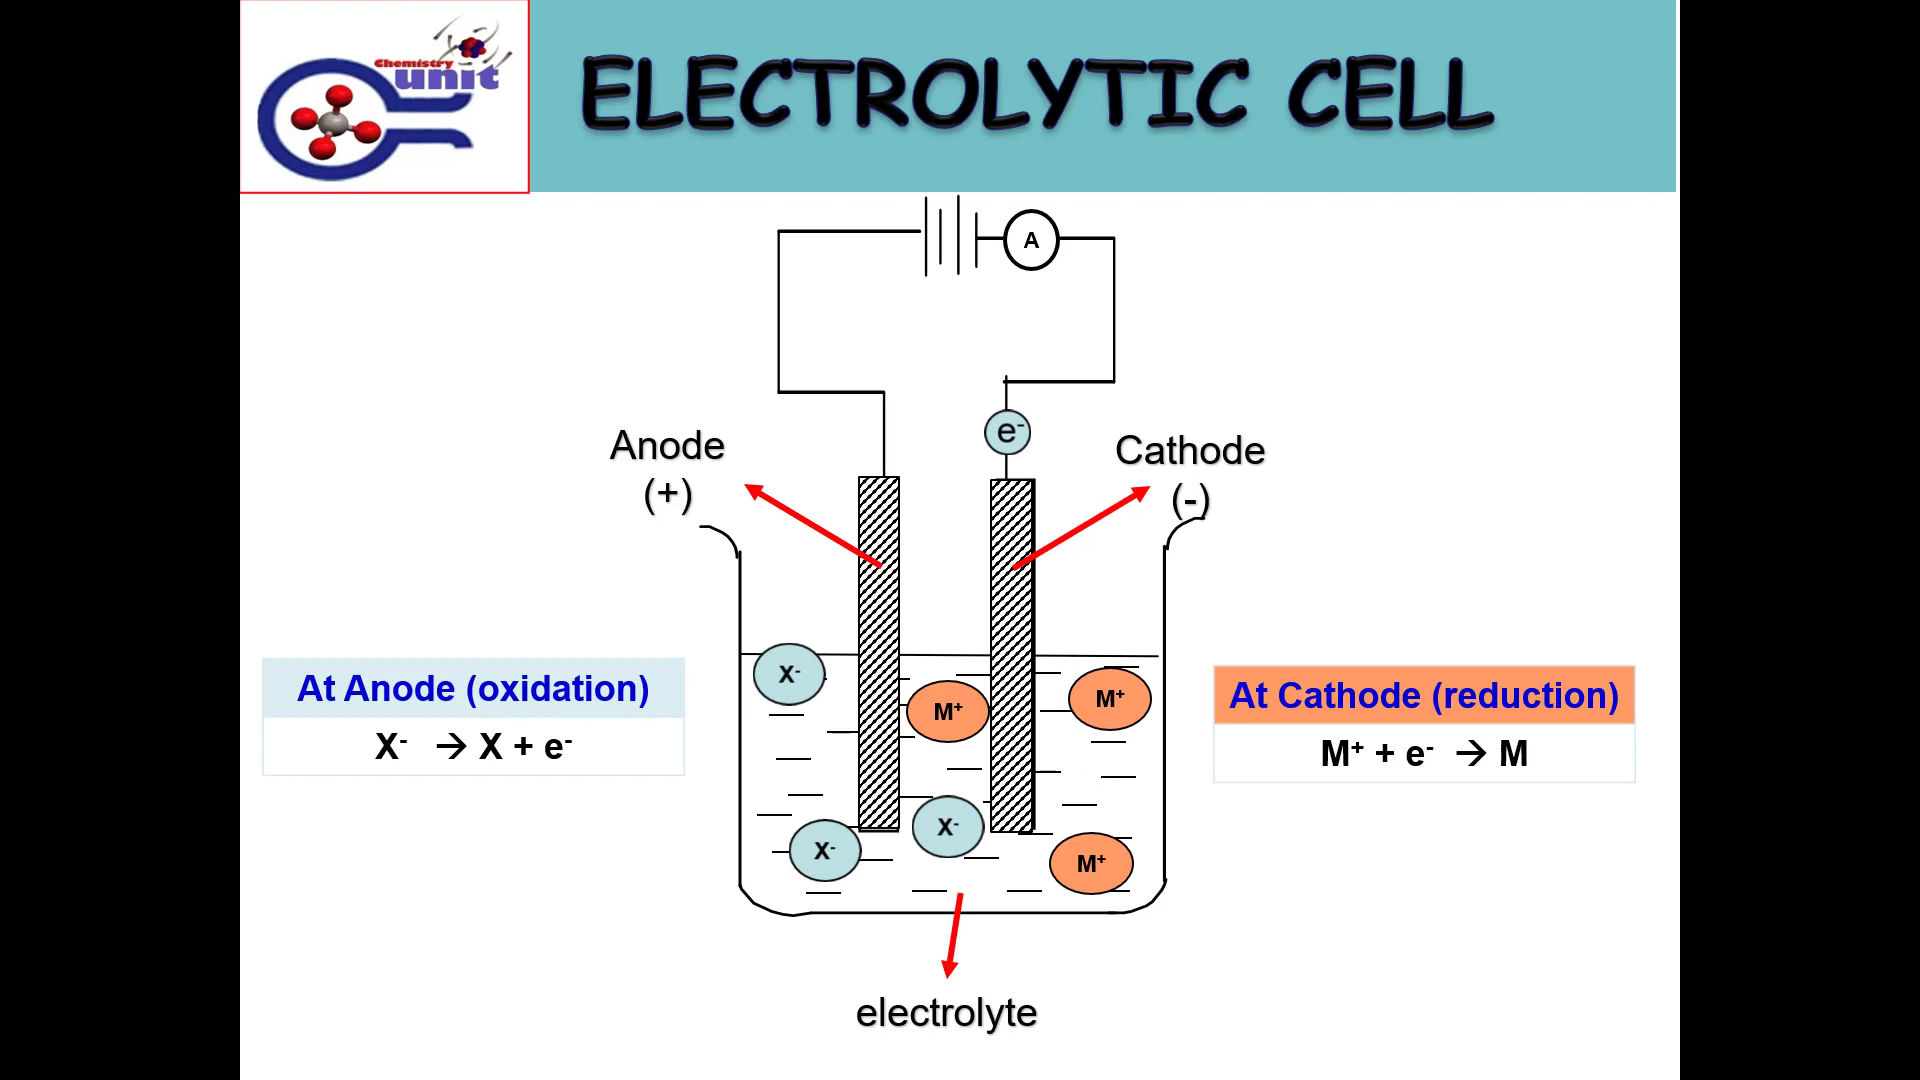 Chemistry
unit
ELECTROLYTIC CELL
A
e-
Anode
(+)
Cathode
(-)
X-
M+
M+
At Anode (oxidation)
X- → X + e-
At Cathode (reduction)
M+ + e- → M
X-
X-
M+
electrolyte